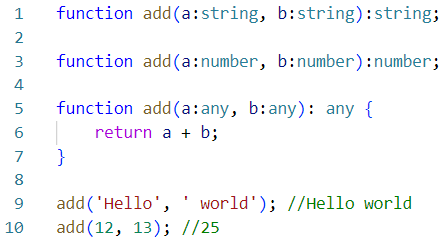 1 function add(a:string, b:string):string;
2
3 function add(a:number, b:number):number;
4
5 function add(a:any, b:any): any {
6     return a + b;
7 }
8
9 add('Hello', ' world'); //Hello world
10 add(12, 13); //25